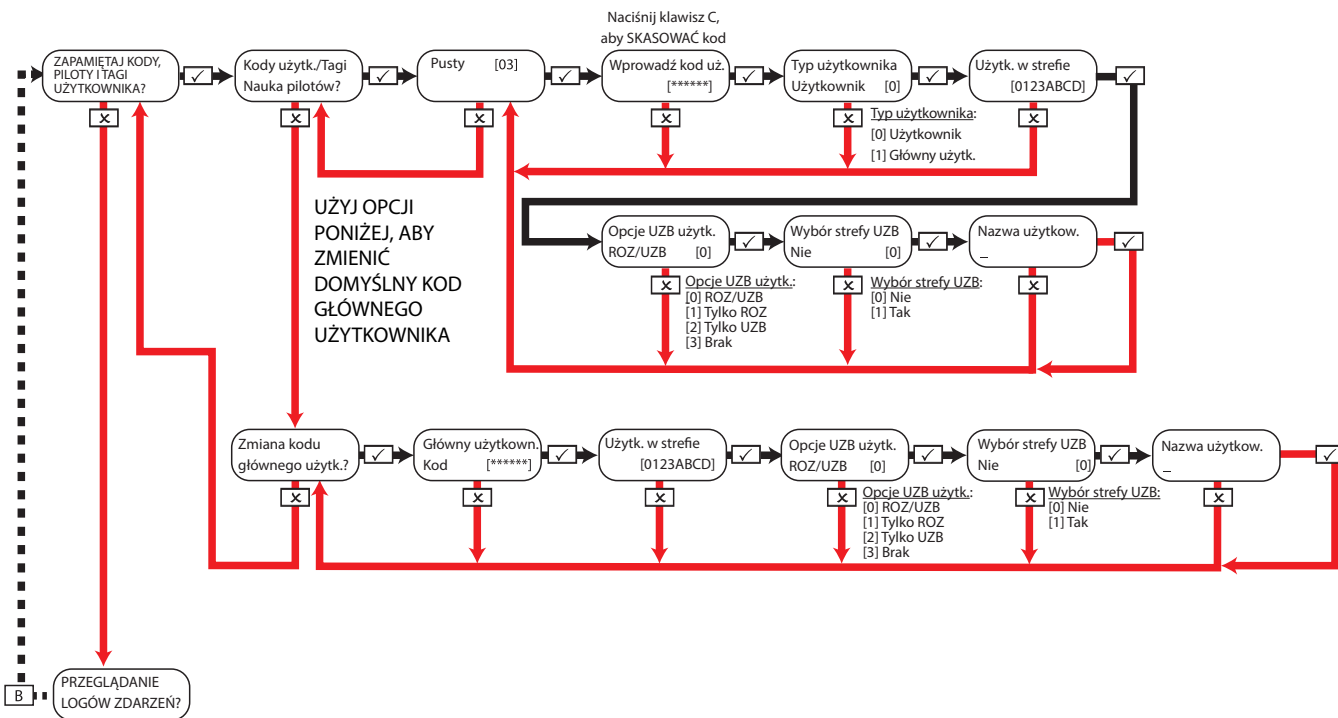 Naciśnij klawisz C,
aby SKASOWAĆ kod
ZAPAMIĘTAJ KODY,
PILOTY I TAGI
UŻYTKOWNIKA?
Kody użytk./Tagi
Nauka pilotów?
Pusty [03]
Wprowadź kod uż.
[******]
Typ użytkownika
Użytkownik [0]
Użytk. w strefie
[0123ABCD]
Typ użytkownika:
[0] Użytkownik
[1] Główny użytk.
UŻYJ OPCJI
PONIŻEJ, ABY
ZMIENIĆ
DOMYŚLNY KOD
GŁÓWNEGO
UŻYTKOWNIKA
Opcje UZB użytk.
ROZ/UZB [0]
Wybór strefy UZB
Nie [0]
Nazwa użytkow.
_
Opcje UZB użytk.:
[0] ROZ/UZB
[1] Tylko ROZ
[2] Tylko UZB
[3] Brak
Wybór strefy UZB:
[0] Nie
[1] Tak
Zmiana kodu
głównego użytk.?
Główny użytkown.
Kod [******]
Użytk. w strefie
[0123ABCD]
Opcje UZB użytk.
ROZ/UZB [0]
Wybór strefy UZB
Nie [0]
Nazwa użytkow.
_
Opcje UZB użytk.:
[0] ROZ/UZB
[1] Tylko ROZ
[2] Tylko UZB
[3] Brak
Wybór strefy UZB:
[0] Nie
[1] Tak
PRZEGLĄDANIE
LOGÓW ZDARZEŃ?
B